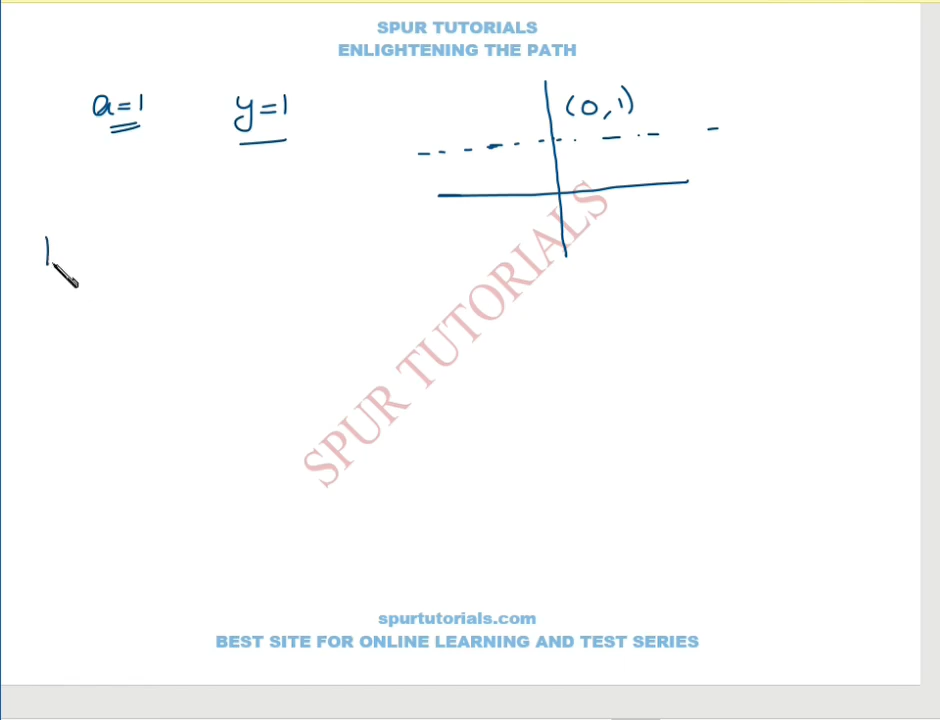 SPUR TUTORIALS
ENLIGHTENING THE PATH
a=1 y=1 (0,1)
SPUR TUTORIALS
spurtutorials.com
BEST SITE FOR ONLINE LEARNING AND TEST SERIES